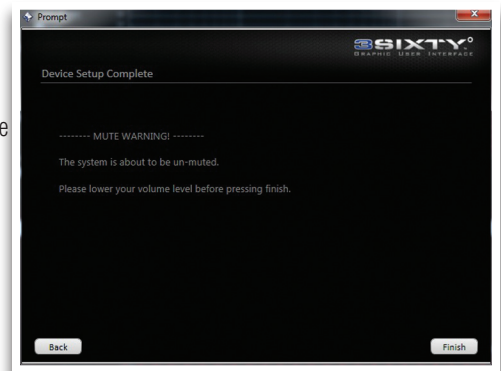 Prompt
3SIXTY.°
GRAPHIC USER INTERFACE
Device Setup Complete
e
-------- MUTE WARNING! --------
The system is about to be un-muted.
Please lower your volume level before pressing finish.
Back
Finish